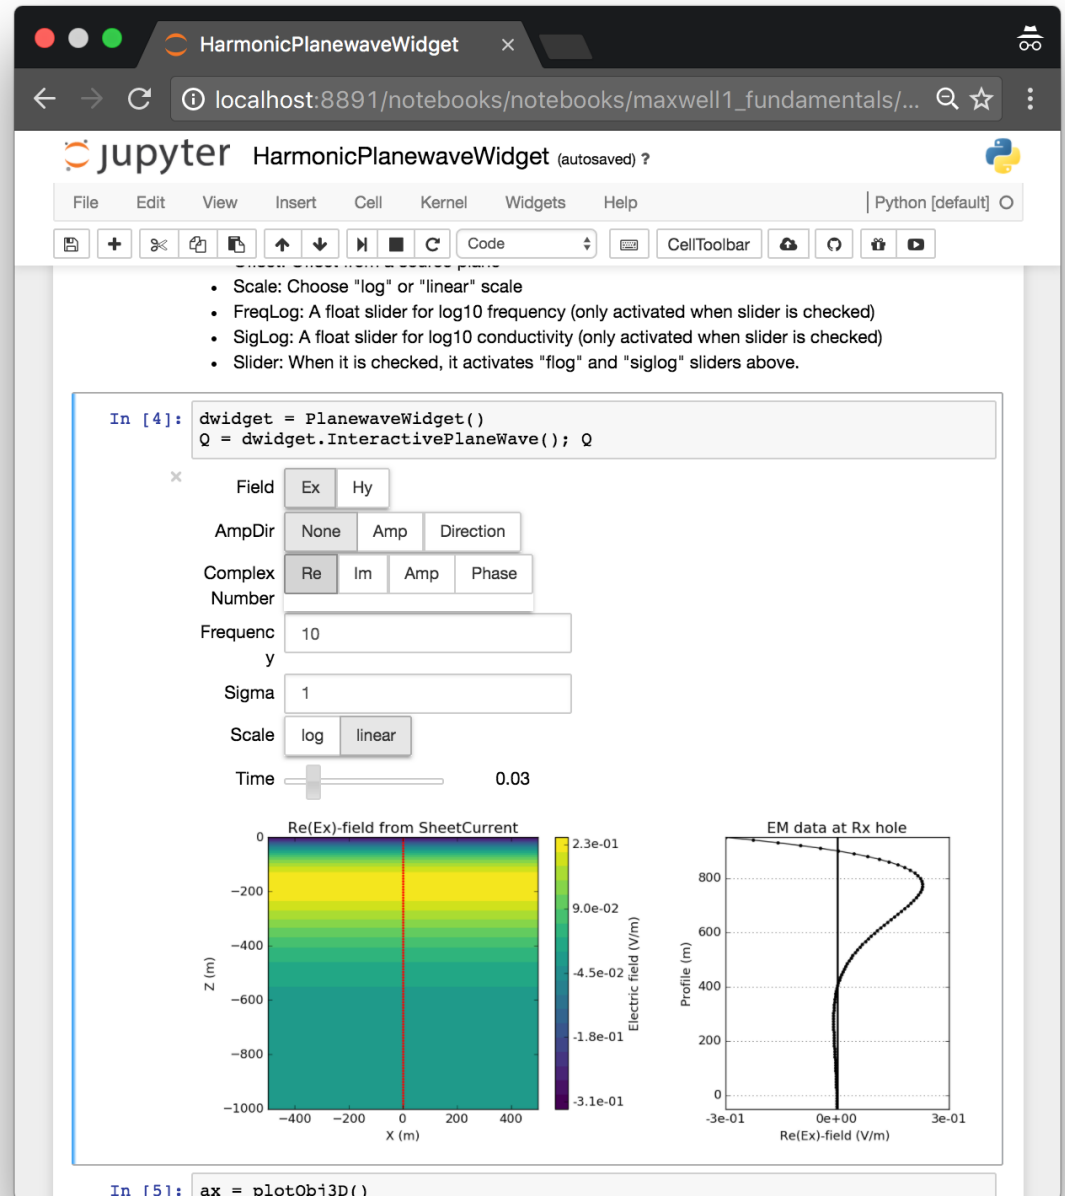 HarmonicPlanewaveWidget ×
localhost:8891/notebooks/notebooks/maxwell1_fundamentals/...
jupyter HarmonicPlanewaveWidget (autosaved) ?
File Edit View Insert Cell Kernel Widgets Help Python [default]
Code CellToolbar
Offset: Offset from a source plane
• Scale: Choose "log" or "linear" scale
• FreqLog: A float slider for log10 frequency (only activated when slider is checked)
• SigLog: A float slider for log10 conductivity (only activated when slider is checked)
• Slider: When it is checked, it activates "flog" and "siglog" sliders above.
In [4]: dwidget = PlanewaveWidget()
Q = dwidget.InteractivePlaneWave(); Q
×
Field Ex Hy
AmpDir None Amp Direction
Complex Re Im Amp Phase
Number
Frequenc 10
y
Sigma 1
Scale log linear
Time 0.03
Re(Ex)-field from SheetCurrent
0
−200
−400
−600
−800
−1000
Z (m)
−400 −200 0 200 400
X (m)
2.3e-01
9.0e-02
-4.5e-02
-1.8e-01
-3.1e-01
Electric field (V/m)
EM data at Rx hole
800
600
400
200
0
Profile (m)
-3e-01 0e+00 3e-01
Re(Ex)-field (V/m)
In [5]: ax = plotObj3D()